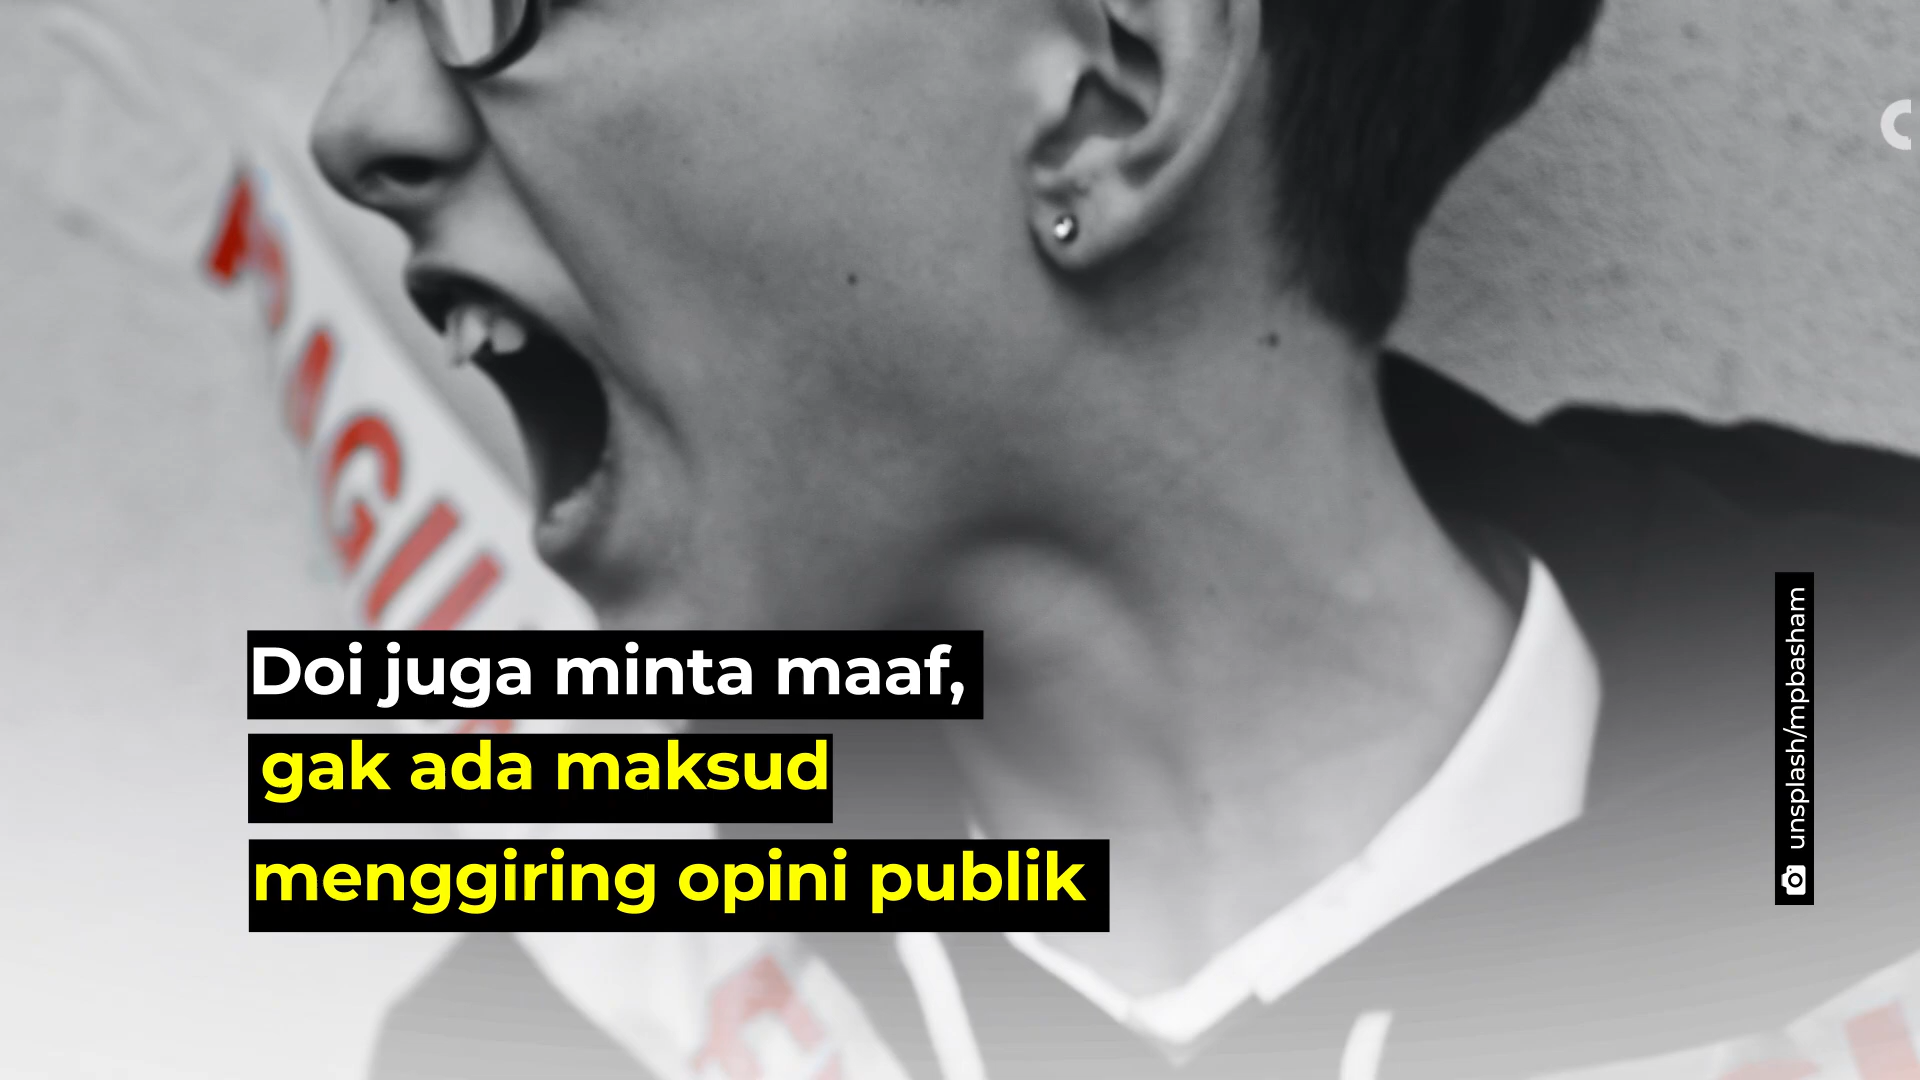 Doi juga minta maaf,
gak ada maksud
menggiring opini publik
unsplash/mpbasham